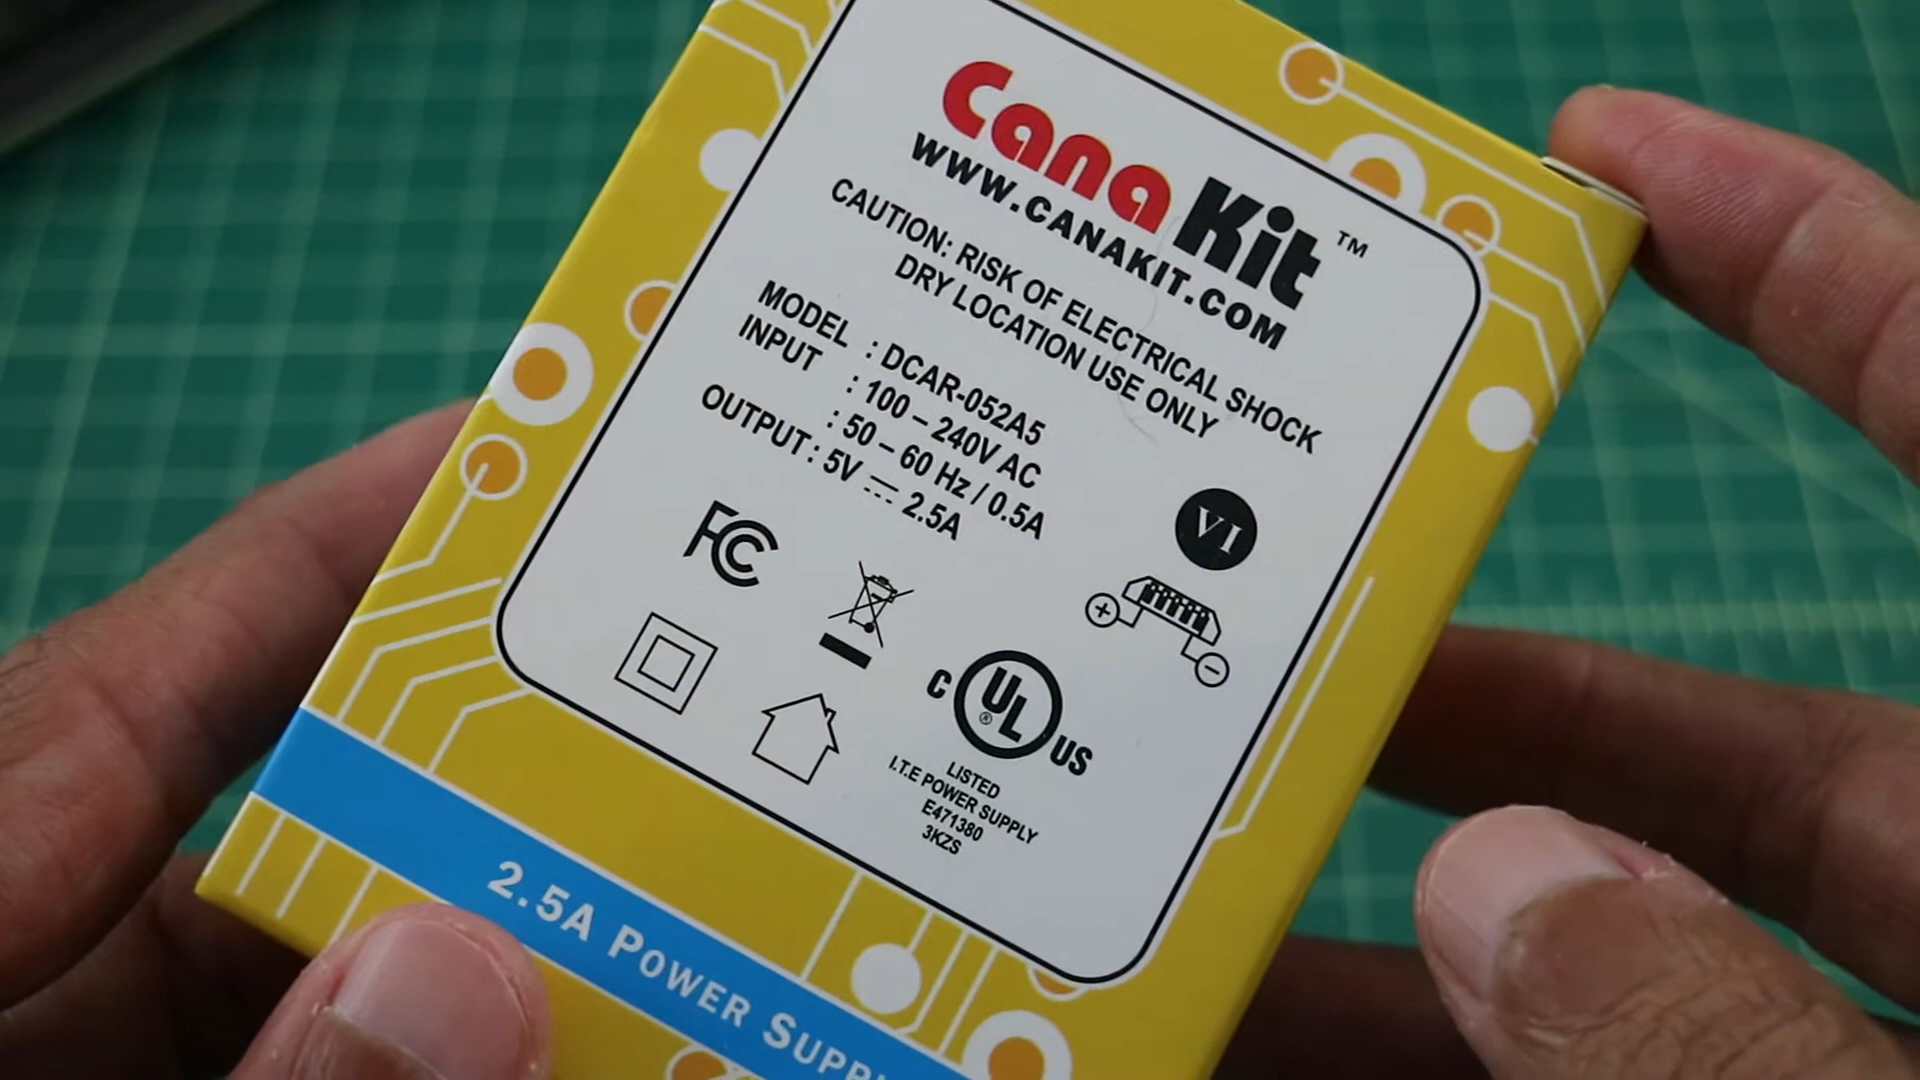 CanaKit™
WWW.CANAKIT.COM
CAUTION: RISK OF ELECTRICAL SHOCK
DRY LOCATION USE ONLY
MODEL : DCAR-052A5
INPUT : 100 – 240V AC
: 50 – 60 Hz / 0.5A
OUTPUT : 5V ⎓ 2.5A
VI
FC
+
−
C UL ® US
LISTED
I.T.E POWER SUPPLY
E471380
3KZS
2.5A POWER